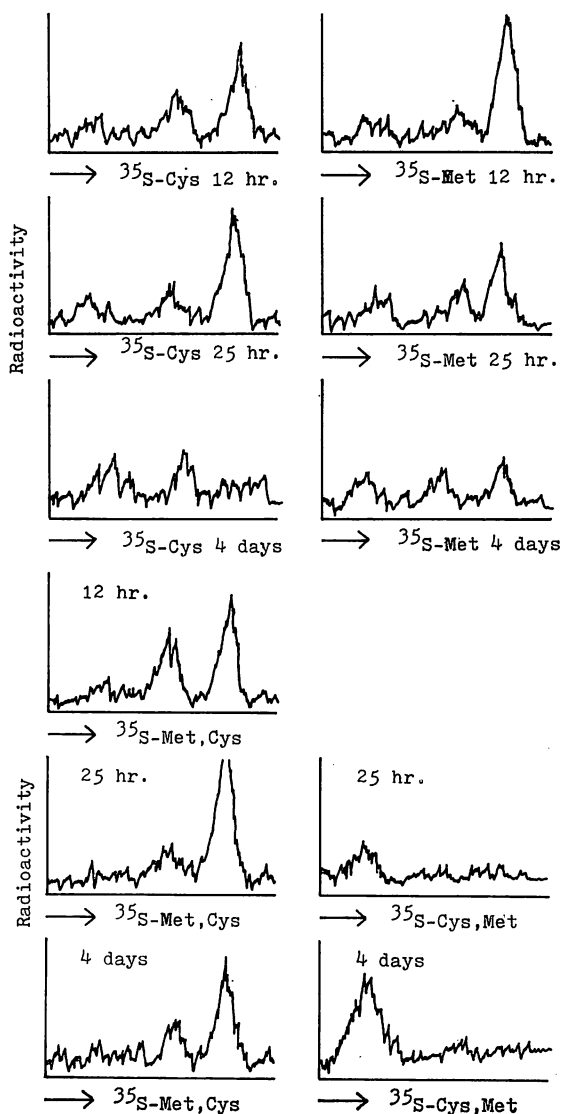 ³⁵S-Cys 12 hr.
³⁵S-Met 12 hr.
Radioactivity
³⁵S-Cys 25 hr.
³⁵S-Met 25 hr.
³⁵S-Cys 4 days
³⁵S-Met 4 days
12 hr.
³⁵S-Met,Cys
Radioactivity
25 hr.
25 hr.
³⁵S-Met,Cys
³⁵S-Cys,Met
4 days
4 days
³⁵S-Met,Cys
³⁵S-Cys,Met